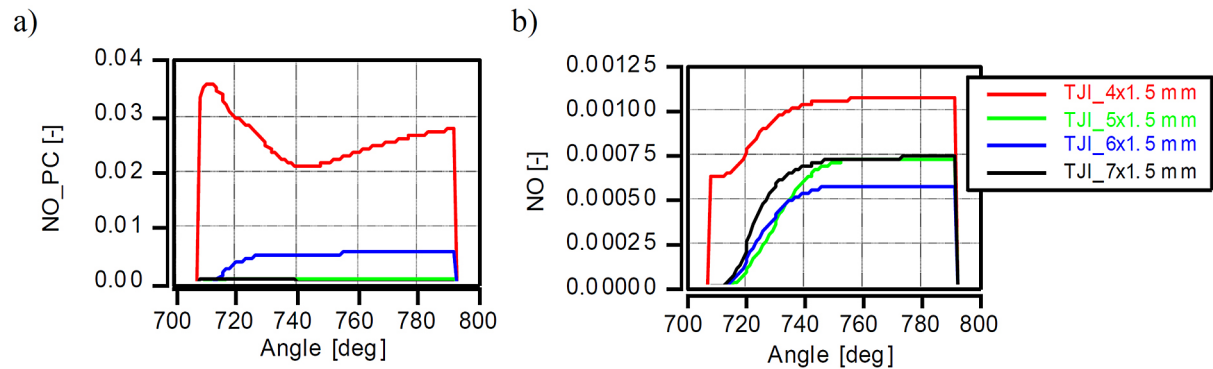 a)
NO_PC [-]
0.04
0.03
0.02
0.01
0.00
700 720 740 760 780 800
Angle [deg]
b)
NO [-]
0.00125
0.00100
0.00075
0.00050
0.00025
0.00000
700 720 740 760 780 800
Angle [deg]
TJI_4x1.5 mm
TJI_5x1.5 mm
TJI_6x1.5 mm
TJI_7x1.5 mm